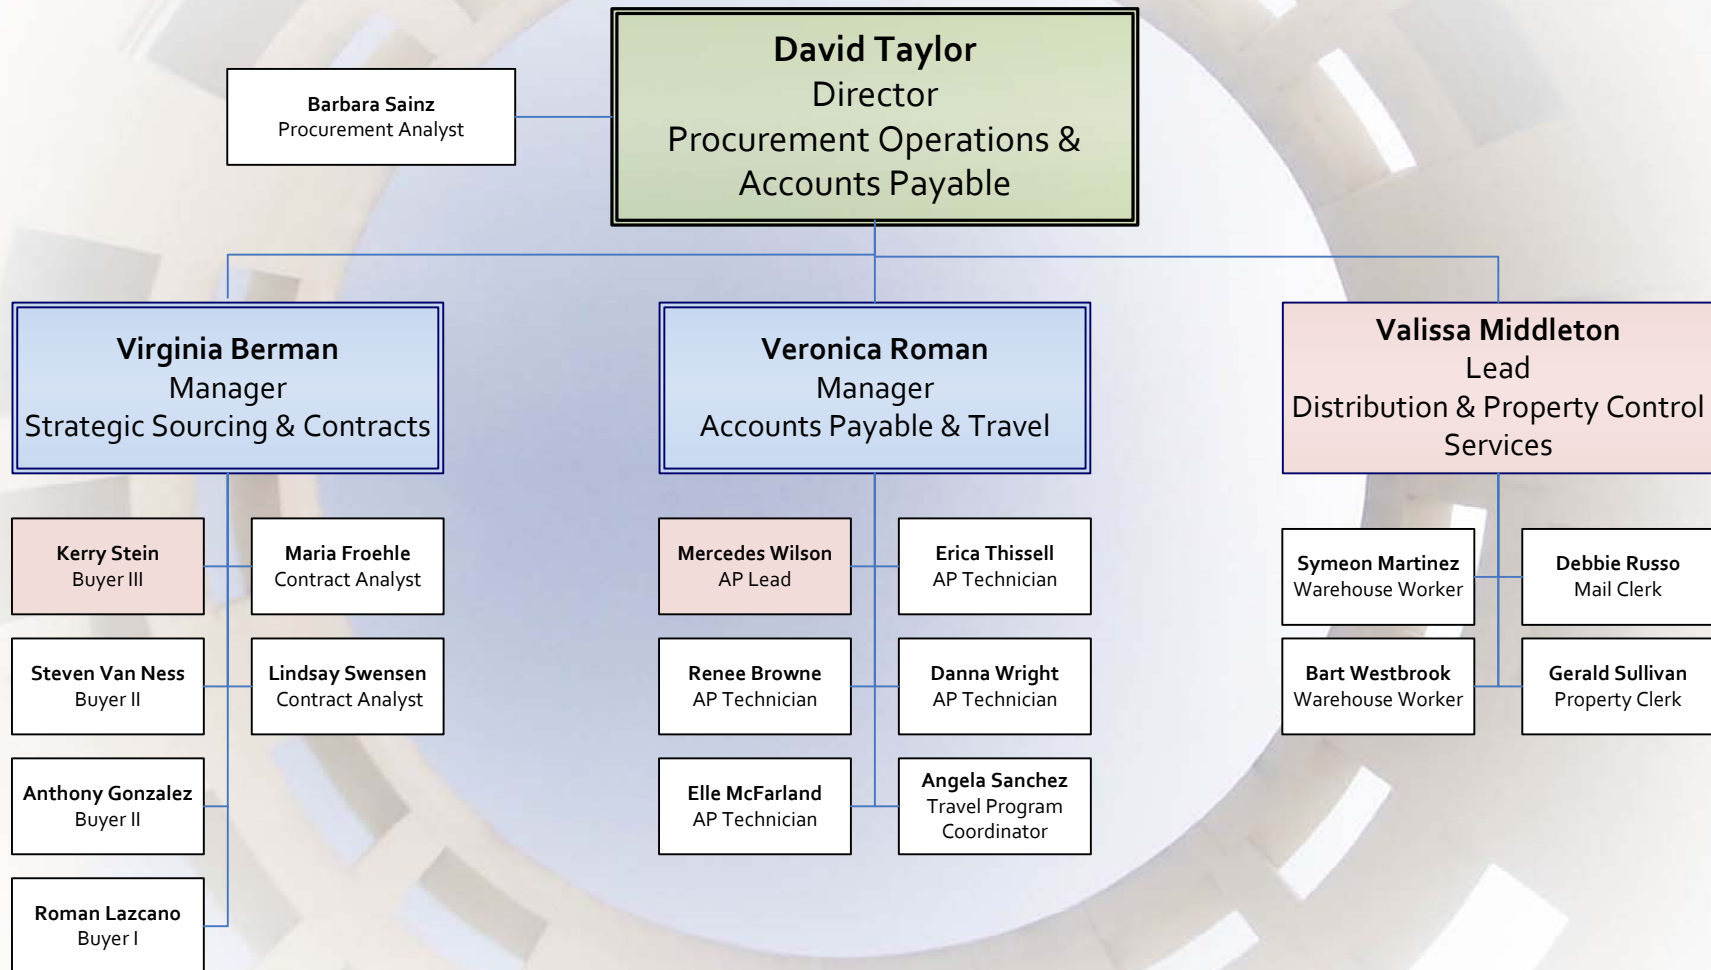 David Taylor
Director
Procurement Operations &
Accounts Payable
Barbara Sainz
Procurement Analyst
Virginia Berman
Manager
Strategic Sourcing & Contracts
Veronica Roman
Manager
Accounts Payable & Travel
Valissa Middleton
Lead
Distribution & Property Control
Services
Kerry Stein
Buyer III
Maria Froehle
Contract Analyst
Steven Van Ness
Buyer II
Lindsay Swensen
Contract Analyst
Anthony Gonzalez
Buyer II
Roman Lazcano
Buyer I
Mercedes Wilson
AP Lead
Erica Thissell
AP Technician
Renee Browne
AP Technician
Danna Wright
AP Technician
Elle McFarland
AP Technician
Angela Sanchez
Travel Program
Coordinator
Symeon Martinez
Warehouse Worker
Debbie Russo
Mail Clerk
Bart Westbrook
Warehouse Worker
Gerald Sullivan
Property Clerk